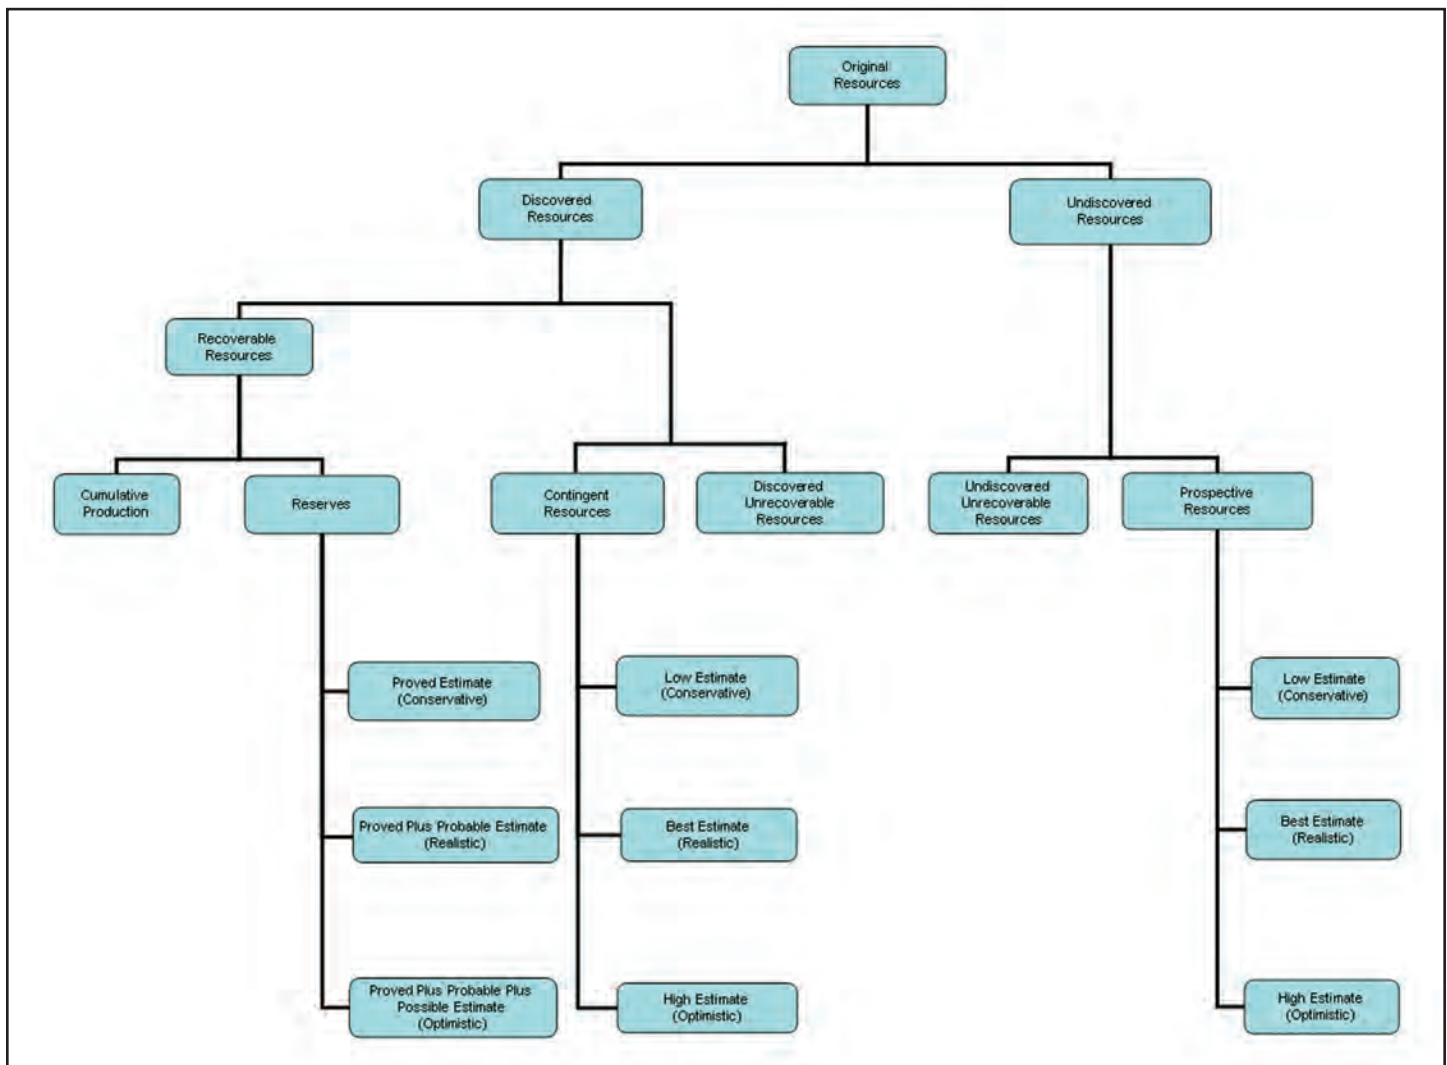 Original
Resources
Discovered
Resources
Undiscovered
Resources
Recoverable
Resources
Cumulative
Production
Reserves
Contingent
Resources
Discovered
Unrecoverable
Resources
Undiscovered
Unrecoverable
Resources
Prospective
Resources
Proved Estimate
(Conservative)
Low Estimate
(Conservative)
Low Estimate
(Conservative)
Proved Plus Probable Estimate
(Realistic)
Best Estimate
(Realistic)
Best Estimate
(Realistic)
Proved Plus Probable Plus
Possible Estimate
(Optimistic)
High Estimate
(Optimistic)
High Estimate
(Optimistic)